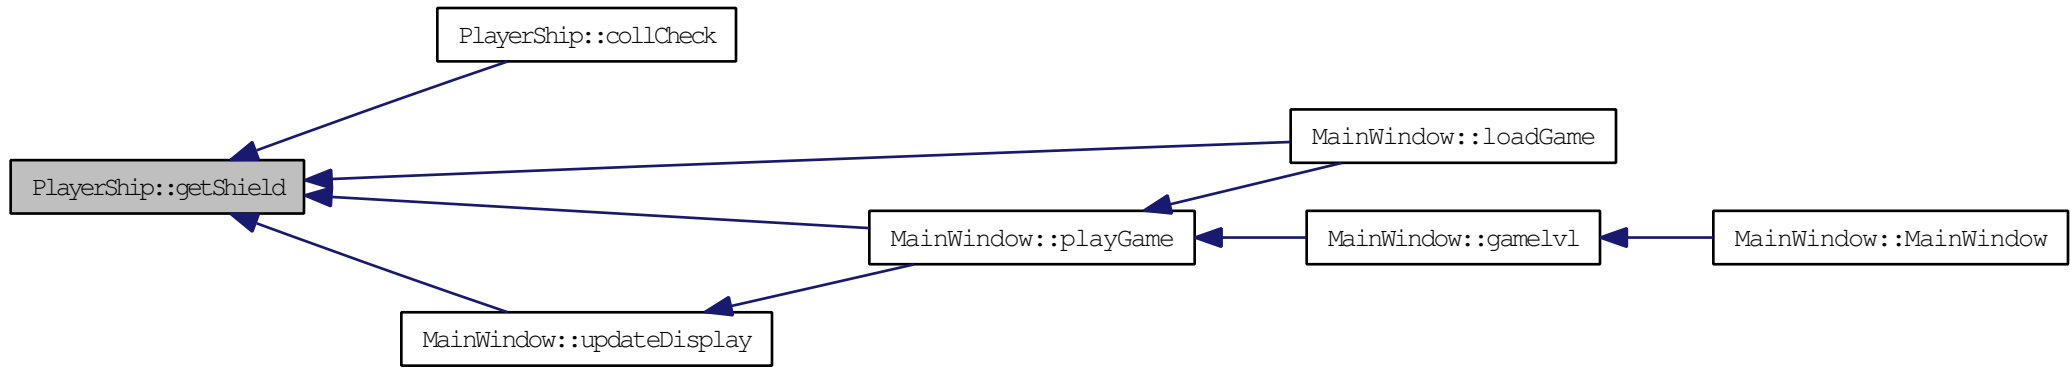 PlayerShip::collCheck
MainWindow::loadGame
PlayerShip::getShield
MainWindow::playGame
MainWindow::gamelvl
MainWindow::MainWindow
MainWindow::updateDisplay